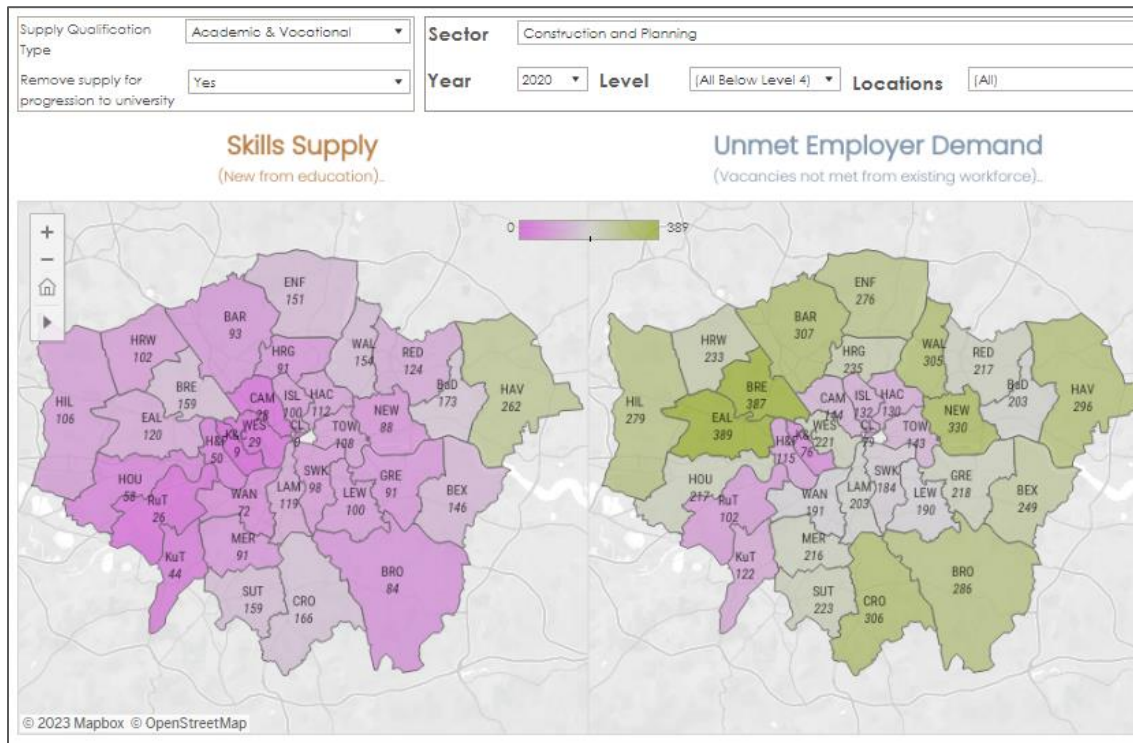 Supply Qualification Type
Academic & Vocational
Remove supply for progression to university
Yes
Sector
Construction and Planning
Year
2020
Level
(All Below Level 4)
Locations
(All)
Skills Supply
(New from education)..
Unmet Employer Demand
(Vacancies not met from existing workforce)..
0
389
+
−
ENF
151
BAR
93
HRW
102
HRG
91
WAL
154
RED
124
HAV
262
HIL
106
BRE
159
CAM
28
ISL
100
HAC
112
BaD
173
EAL
120
H&F
50
K&C
9
WES
29
CL
0
TOW
108
NEW
88
HOU
58
RuT
26
WAN
72
LAM
119
SWK
98
LEW
100
GRE
91
BEX
146
KuT
44
MER
91
SUT
159
CRO
166
BRO
84
ENF
276
BAR
307
HRW
233
HRG
235
WAL
305
RED
217
HAV
296
HIL
279
BRE
387
CAM
ISL
132
HAC
130
BaD
203
EAL
389
H&F
115
K&C
76
WES
221
CL
TOW
143
NEW
330
HOU
217
RuT
102
WAN
191
LAM
203
SWK
184
LEW
190
GRE
218
BEX
249
KuT
122
MER
216
SUT
223
CRO
306
BRO
286
© 2023 Mapbox © OpenStreetMap